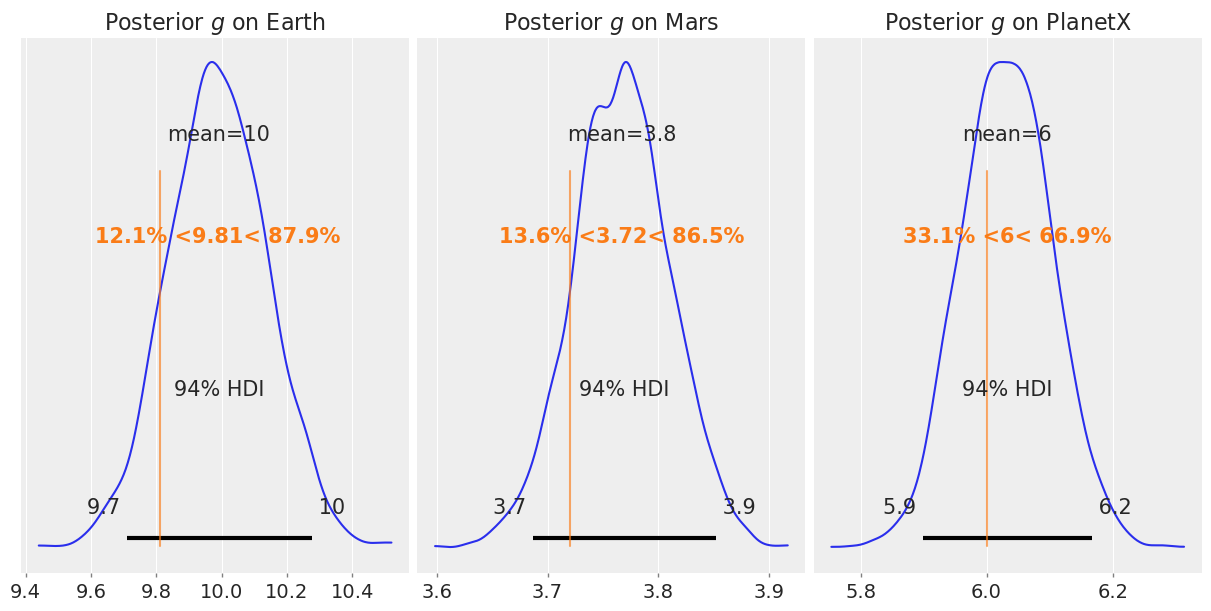 Posterior g on Earth
mean=10
12.1% <9.81< 87.9%
94% HDI
9.7 10
9.4 9.6 9.8 10.0 10.2 10.4
Posterior g on Mars
mean=3.8
13.6% <3.72< 86.5%
94% HDI
3.7 3.9
3.6 3.7 3.8 3.9
Posterior g on PlanetX
mean=6
33.1% <6< 66.9%
94% HDI
5.9 6.2
5.8 6.0 6.2